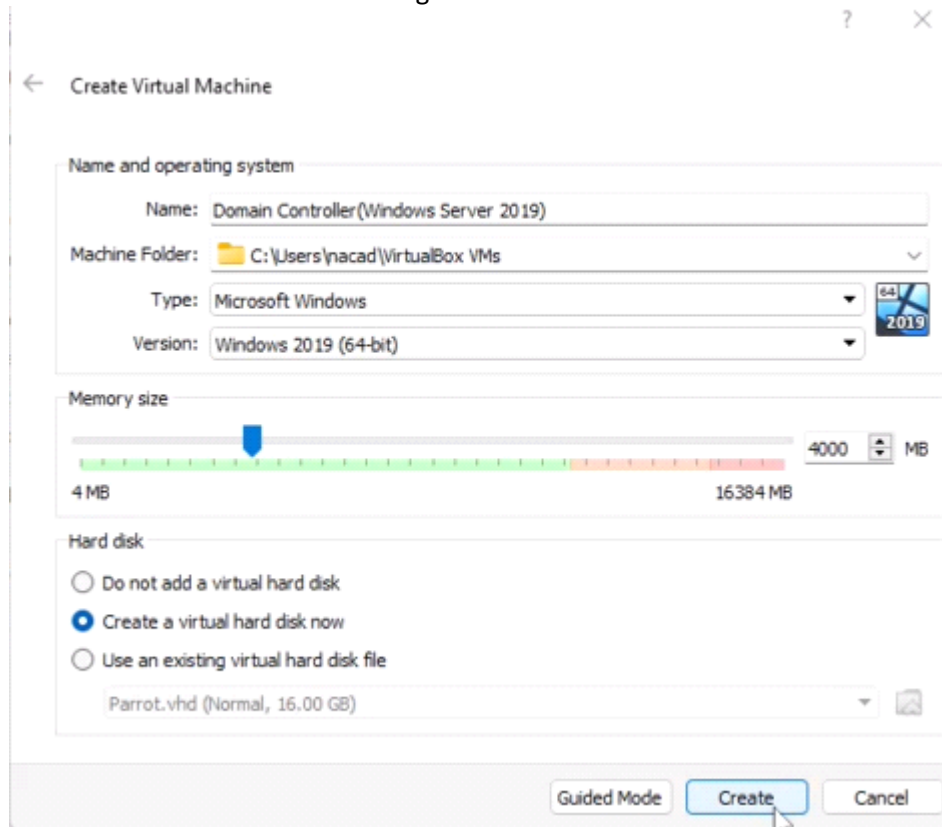 ?
Create Virtual Machine
Name and operating system
Name: Domain Controller(Windows Server 2019)
Machine Folder: C:\Users\nacad\VirtualBox VMs
Type: Microsoft Windows
64
2019
Version: Windows 2019 (64-bit)
Memory size
4000 MB
4 MB 16384 MB
Hard disk
Do not add a virtual hard disk
Create a virtual hard disk now
Use an existing virtual hard disk file
Parrot.vhd (Normal, 16.00 GB)
Guided Mode Create Cancel